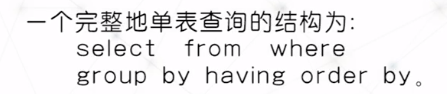 一个完整地单表查询的结构为:
select from where
group by having order by。